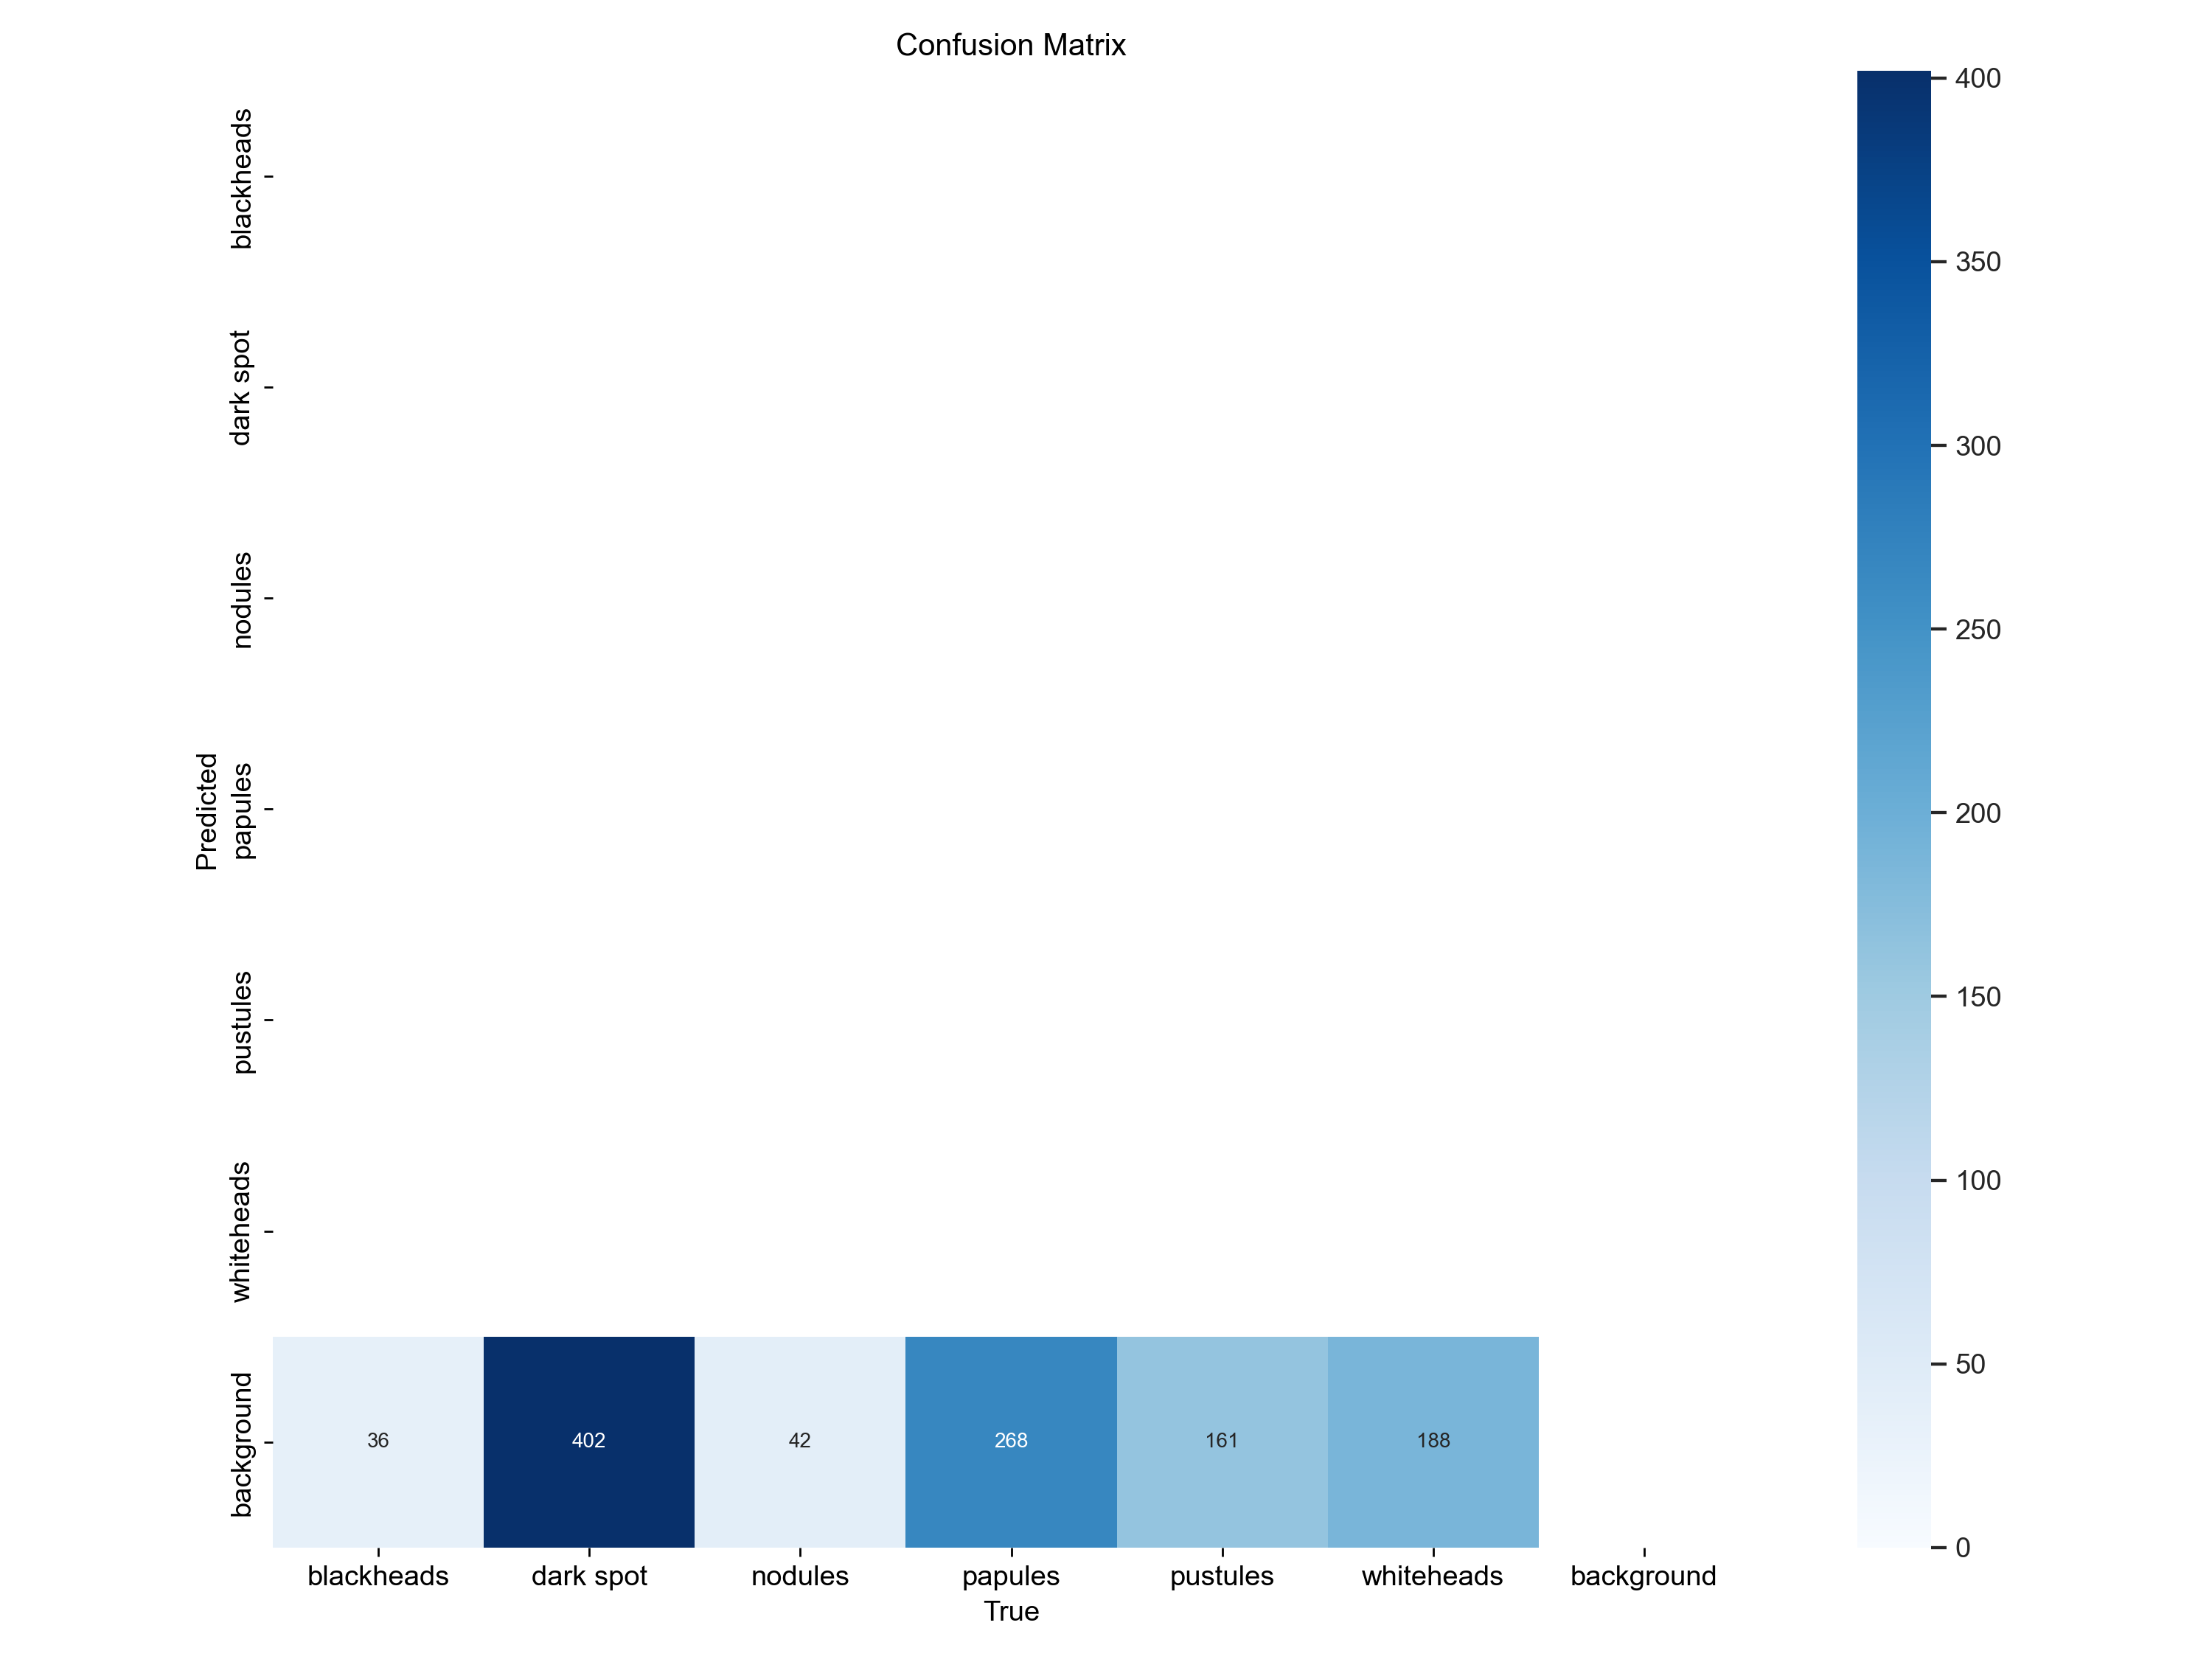 Confusion Matrix
Predicted
blackheads
dark spot
nodules
papules
pustules
whiteheads
background
36 402 42 268 161 188
blackheads dark spot nodules papules pustules whiteheads background
True
400
350
300
250
200
150
100
50
0